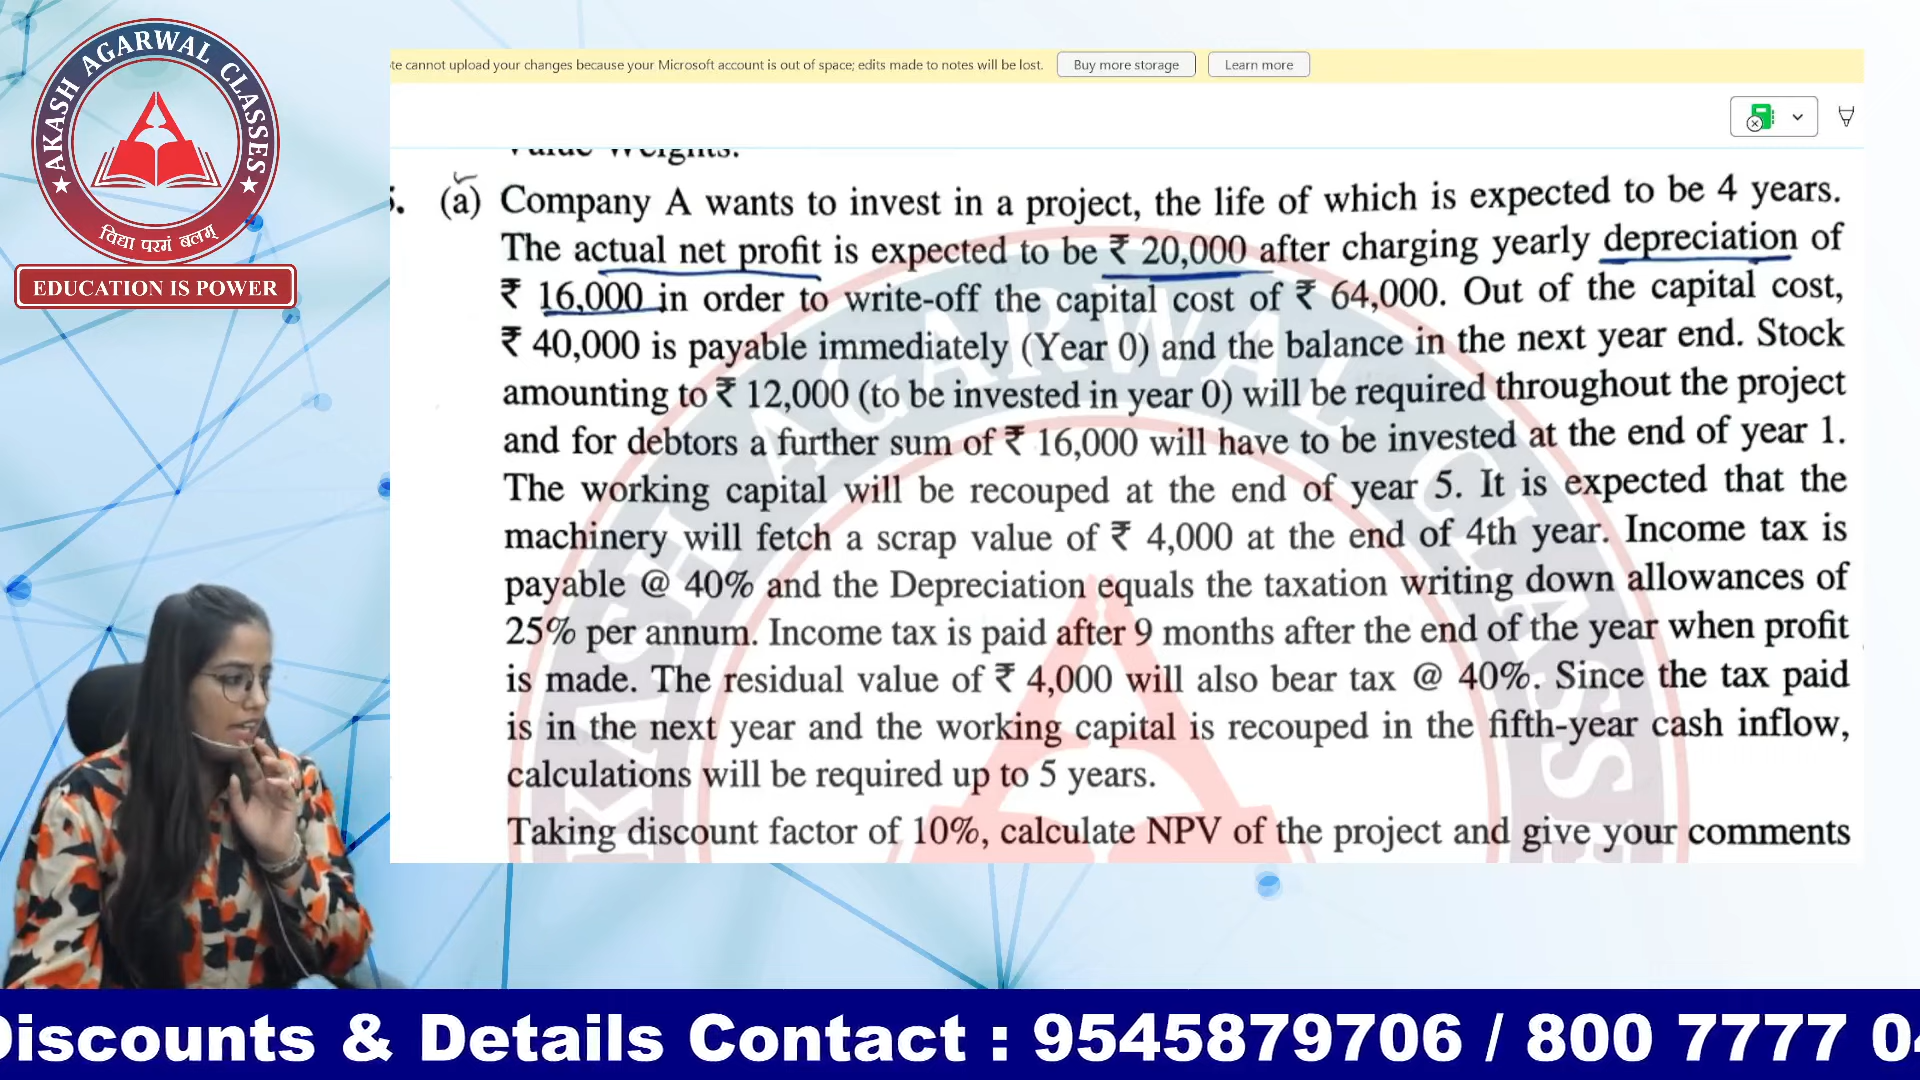 AKASH AGARWAL CLASSES
विद्या परमं बलम्
EDUCATION IS POWER
te cannot upload your changes because your Microsoft account is out of space; edits made to notes will be lost. Buy more storage Learn more
Value Weights.
(a) Company A wants to invest in a project, the life of which is expected to be 4 years.
The actual net profit is expected to be ₹ 20,000 after charging yearly depreciation of
₹ 16,000 in order to write-off the capital cost of ₹ 64,000. Out of the capital cost,
₹ 40,000 is payable immediately (Year 0) and the balance in the next year end. Stock
amounting to ₹ 12,000 (to be invested in year 0) will be required throughout the project
and for debtors a further sum of ₹ 16,000 will have to be invested at the end of year 1.
The working capital will be recouped at the end of year 5. It is expected that the
machinery will fetch a scrap value of ₹ 4,000 at the end of 4th year. Income tax is
payable @ 40% and the Depreciation equals the taxation writing down allowances of
25% per annum. Income tax is paid after 9 months after the end of the year when profit
is made. The residual value of ₹ 4,000 will also bear tax @ 40%. Since the tax paid
is in the next year and the working capital is recouped in the fifth-year cash inflow,
calculations will be required up to 5 years.
Taking discount factor of 10%, calculate NPV of the project and give your comments
Discounts & Details Contact : 9545879706 / 800 7777 04